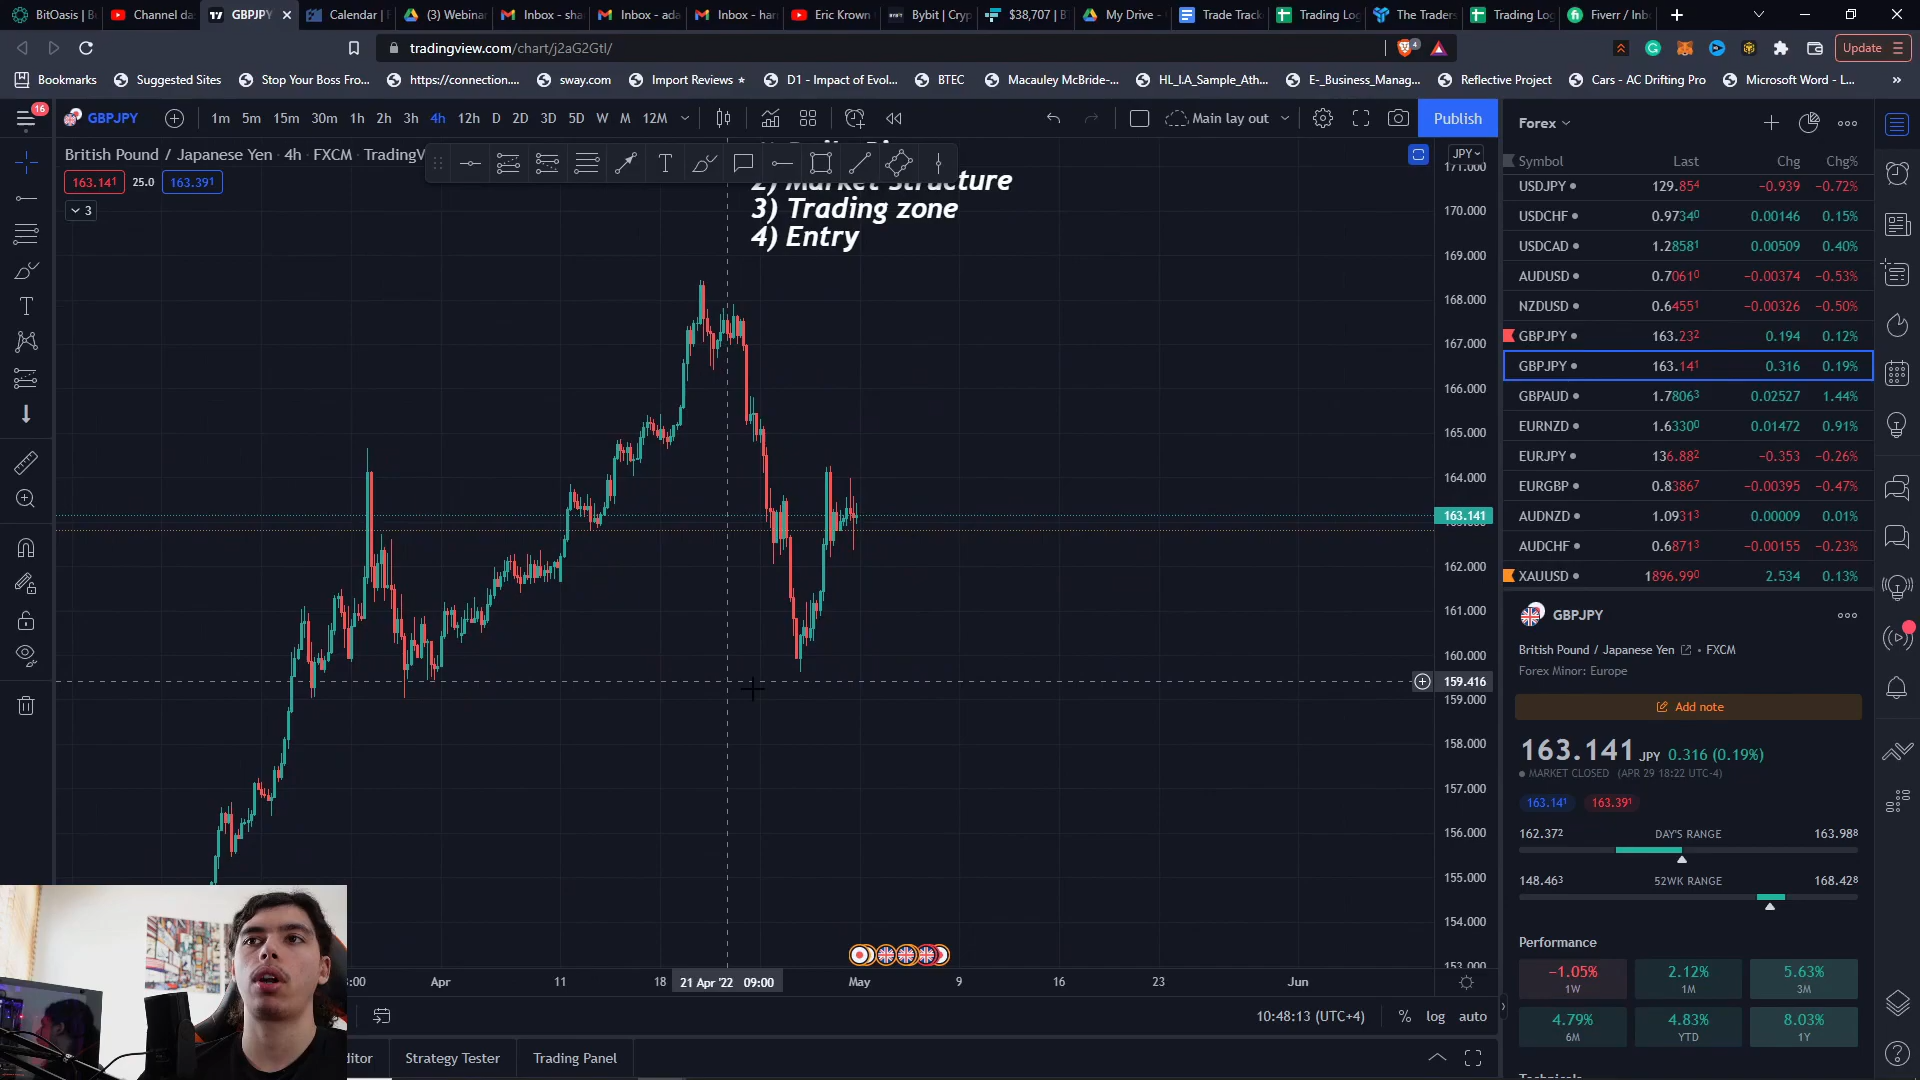 BitOasis
Channel da
GBPJPY
Calendar |
(3) Webinar
Inbox - sha
Inbox - ada
Inbox - har
Eric Krown
Bybit | Cryp
$38,707 | B
My Drive -
Trade Track
Trading Log
The Traders
Trading Log
Fiverr / Inb
tradingview.com/chart/j2aG2GtI/
4
Update
Bookmarks
Suggested Sites
Stop Your Boss Fro...
https://connection....
sway.com
Import Reviews ★
D1 - Impact of Evol...
BTEC
Macauley McBride-...
HL_I.A_Sample_Ath...
E-_Business_Manag...
Reflective Project
Cars - AC Drifting Pro
Microsoft Word - L...
16
GBPJPY
1m 5m 15m 30m 1h 2h 3h 4h 12h D 2D 3D 5D W M 12M
Main lay out
Publish
Forex
British Pound / Japanese Yen · 4h · FXCM · TradingV
163.141 25.0 163.391
3
2) Market Structure
3) Trading zone
4) Entry
JPY
171.000
170.000
169.000
168.000
167.000
166.000
165.000
164.000
163.141
162.000
161.000
160.000
159.416
159.000
158.000
157.000
156.000
155.000
154.000
153.000
Symbol Last Chg Chg%
USDJPY 129.854 −0.939 −0.72%
USDCHF 0.97340 0.00146 0.15%
USDCAD 1.28581 0.00509 0.40%
AUDUSD 0.70610 −0.00374 −0.53%
NZDUSD 0.64551 −0.00326 −0.50%
GBPJPY 163.232 0.194 0.12%
GBPJPY 163.141 0.316 0.19%
GBPAUD 1.78063 0.02527 1.44%
EURNZD 1.63300 0.01472 0.91%
EURJPY 136.882 −0.353 −0.26%
EURGBP 0.83867 −0.00395 −0.47%
AUDNZD 1.09313 0.00009 0.01%
AUDCHF 0.68713 −0.00155 −0.23%
XAUUSD 1896.990 2.534 0.13%
GBPJPY
British Pound / Japanese Yen • FXCM
Forex Minor: Europe
Add note
163.141 JPY 0.316 (0.19%)
MARKET CLOSED (APR 29 18:22 UTC-4)
163.141 163.391
162.372 DAY'S RANGE 163.988
148.463 52WK RANGE 168.428
Performance
−1.05% 2.12% 5.63%
1W 1M 3M
4.79% 4.83% 8.03%
6M YTD 1Y
:00 Apr 11 18 21 Apr '22 09:00 May 9 16 23 Jun
10:48:13 (UTC+4) % log auto
ditor Strategy Tester Trading Panel